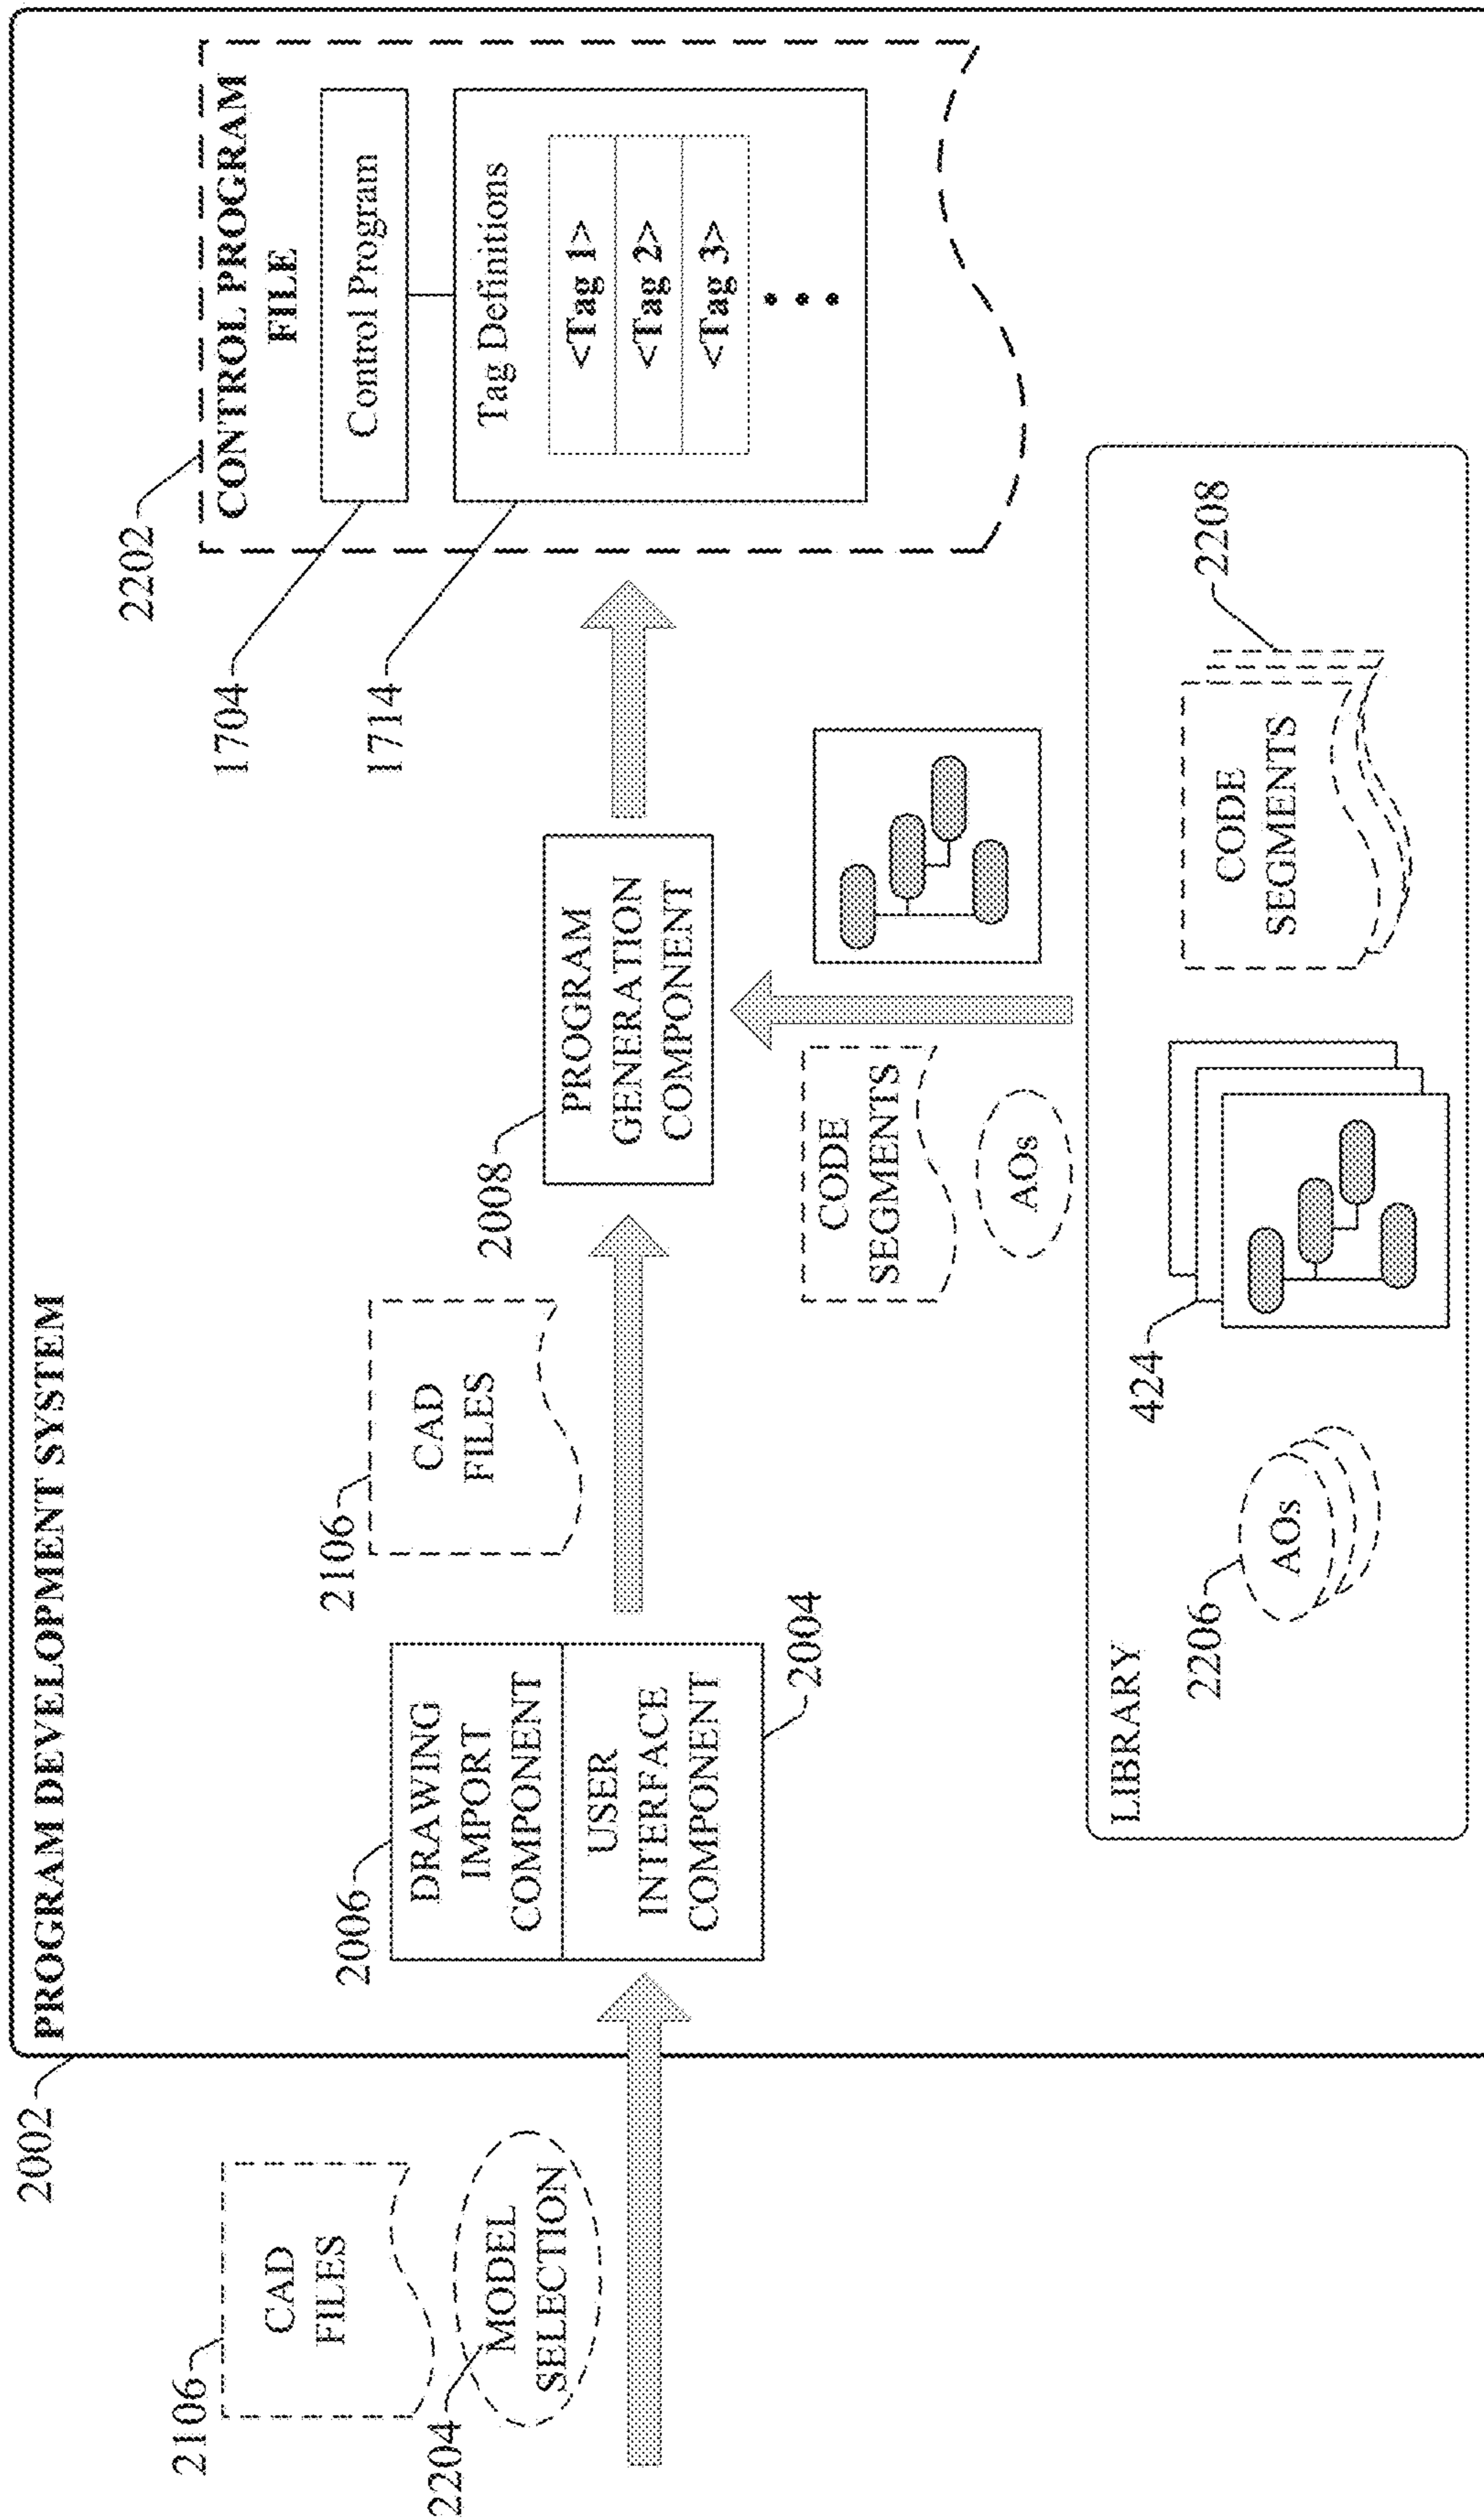 2002
PROGRAM DEVELOPMENT SYSTEM
2106
CAD
FILES
2204
MODEL
SELECTION
2006
DRAWING
IMPORT
COMPONENT
USER
INTERFACE
COMPONENT
2004
2106
CAD
FILES
2008
PROGRAM
GENERATION
COMPONENT
CODE
SEGMENTS
AOs
2202
CONTROL PROGRAM
FILE
1704
Control Program
1714
Tag Definitions
<Tag 1>
<Tag 2>
<Tag 3>
LIBRARY
2206
AOs
424
CODE
SEGMENTS
2208